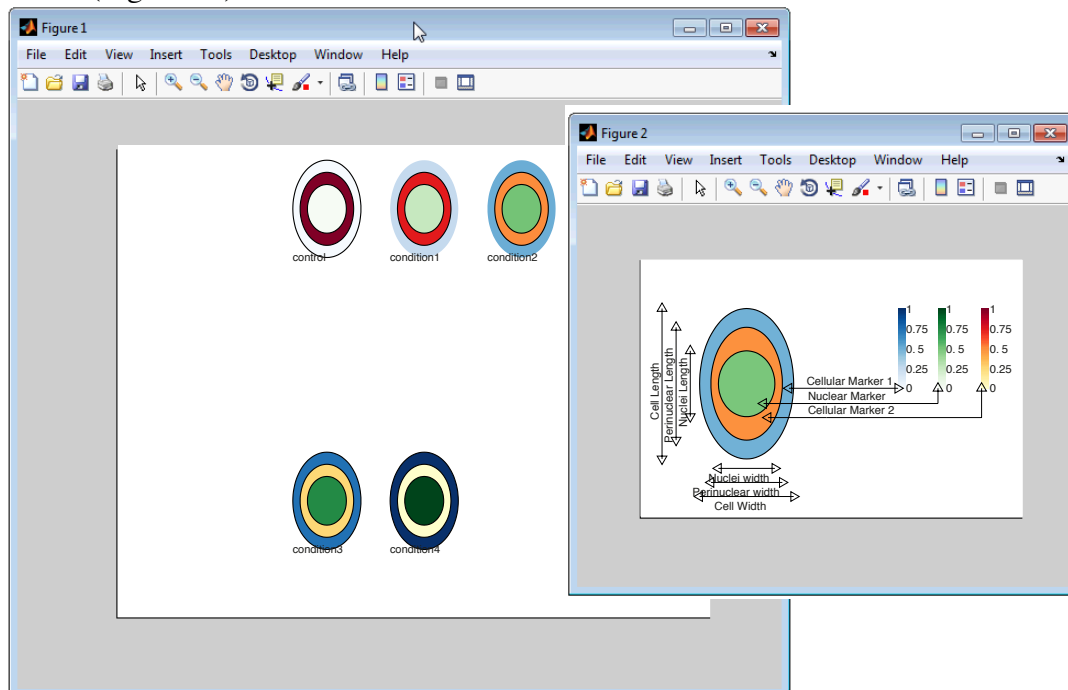 Figure 1
File Edit View Insert Tools Desktop Window Help
control
condition1
condition2
condition3
condition4
Figure 2
File Edit View Insert Tools Desktop Window Help
Cell Length
Perinuclear Length
Nuclei Length
1 1 1
0.75 0.75 0.75
0.5 0.5 0.5
0.25 0.25 0.25
0 0 0
Cellular Marker 1
Nuclear Marker
Cellular Marker 2
Nuclei width
Perinuclear width
Cell Width